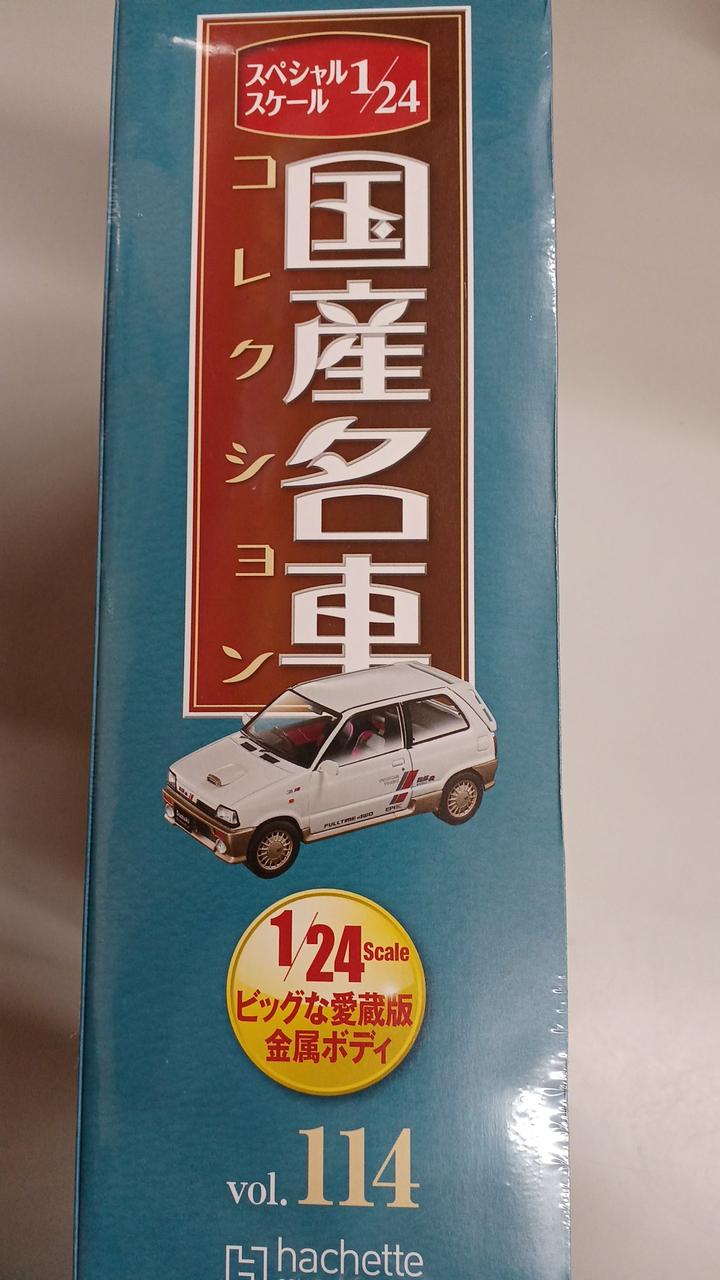 スペシャル
スケール
1/24
国産名車
コレクション
FULLTIME 4WD
1/24 Scale
ビッグな愛蔵版
金属ボディ
vol. 114
hachette